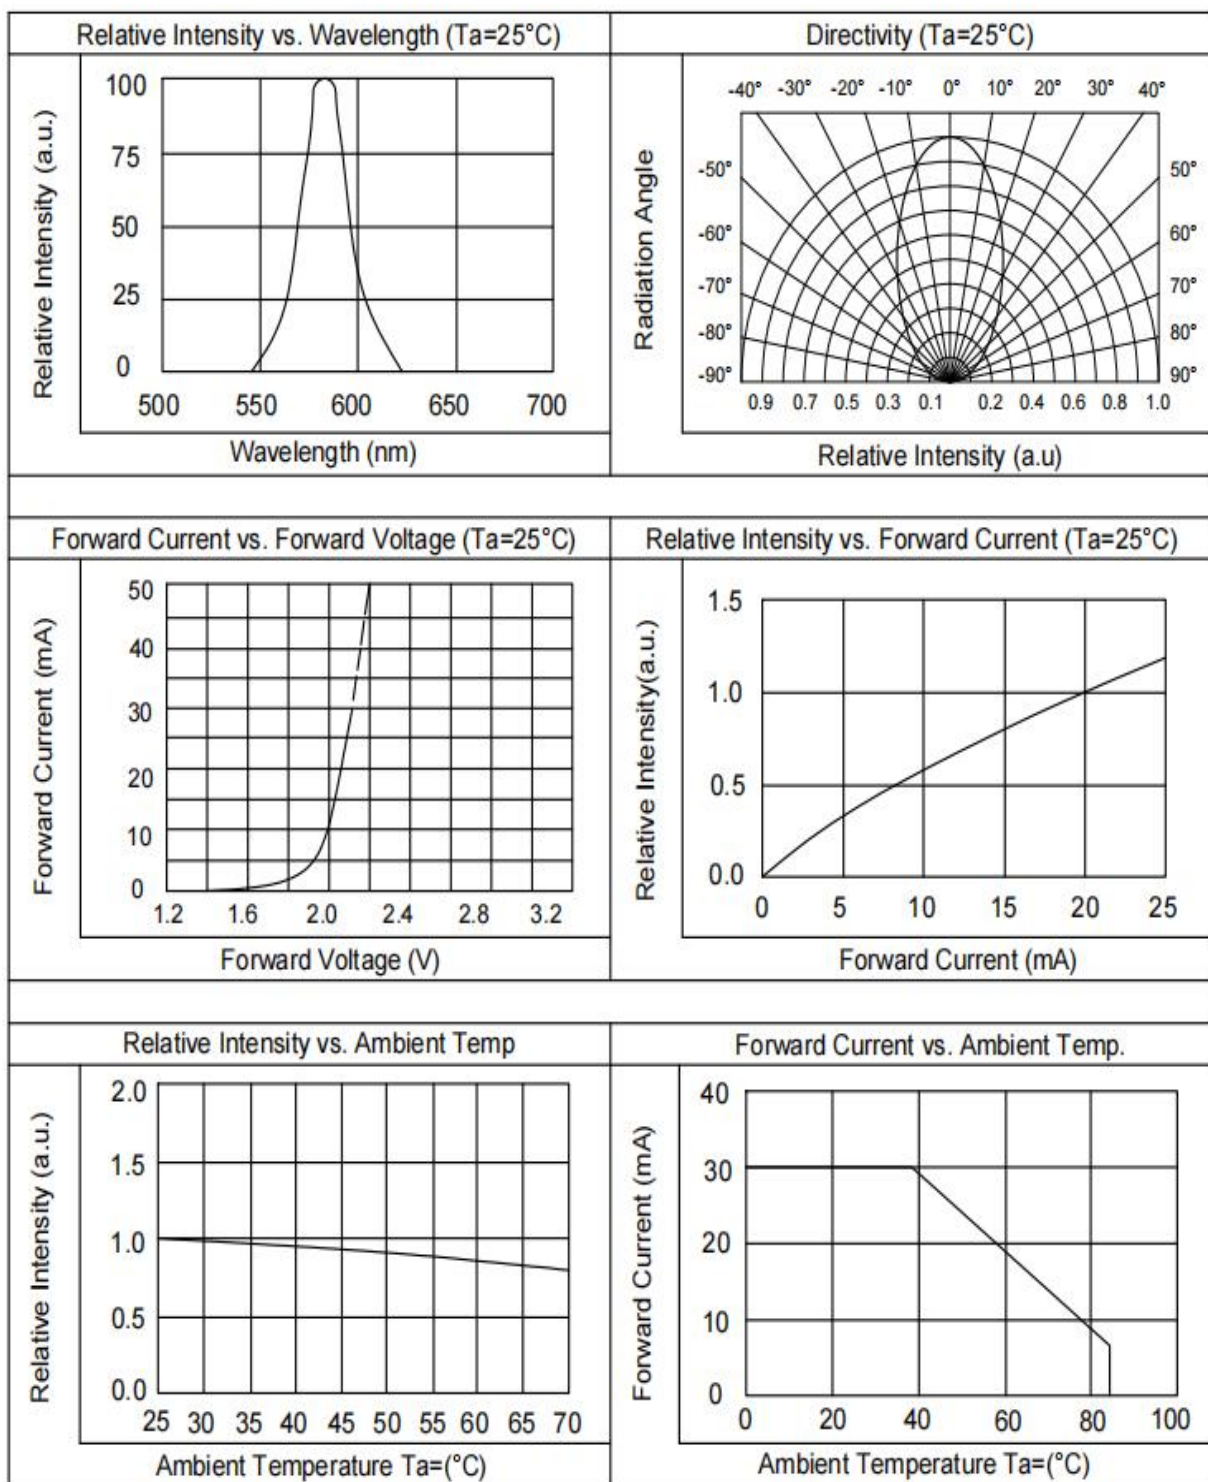 Relative Intensity vs. Wavelength (Ta=25°C)
Relative Intensity (a.u.)
100
75
50
25
0
500 550 600 650 700
Wavelength (nm)
Directivity (Ta=25°C)
Radiation Angle
-40° -30° -20° -10° 0° 10° 20° 30° 40°
-50° 50°
-60° 60°
-70° 70°
-80° 80°
-90° 90°
0.9 0.7 0.5 0.3 0.1 0.2 0.4 0.6 0.8 1.0
Relative Intensity (a.u)
Forward Current vs. Forward Voltage (Ta=25°C)
Forward Current (mA)
50
40
30
20
10
0
1.2 1.6 2.0 2.4 2.8 3.2
Forward Voltage (V)
Relative Intensity vs. Forward Current (Ta=25°C)
Relative Intensity(a.u.)
1.5
1.0
0.5
0.0
0 5 10 15 20 25
Forward Current (mA)
Relative Intensity vs. Ambient Temp
Relative Intensity (a.u.)
2.0
1.5
1.0
0.5
0.0
25 30 35 40 45 50 55 60 65 70
Ambient Temperature Ta=(°C)
Forward Current vs. Ambient Temp.
Forward Current (mA)
40
30
20
10
0
0 20 40 60 80 100
Ambient Temperature Ta=(°C)